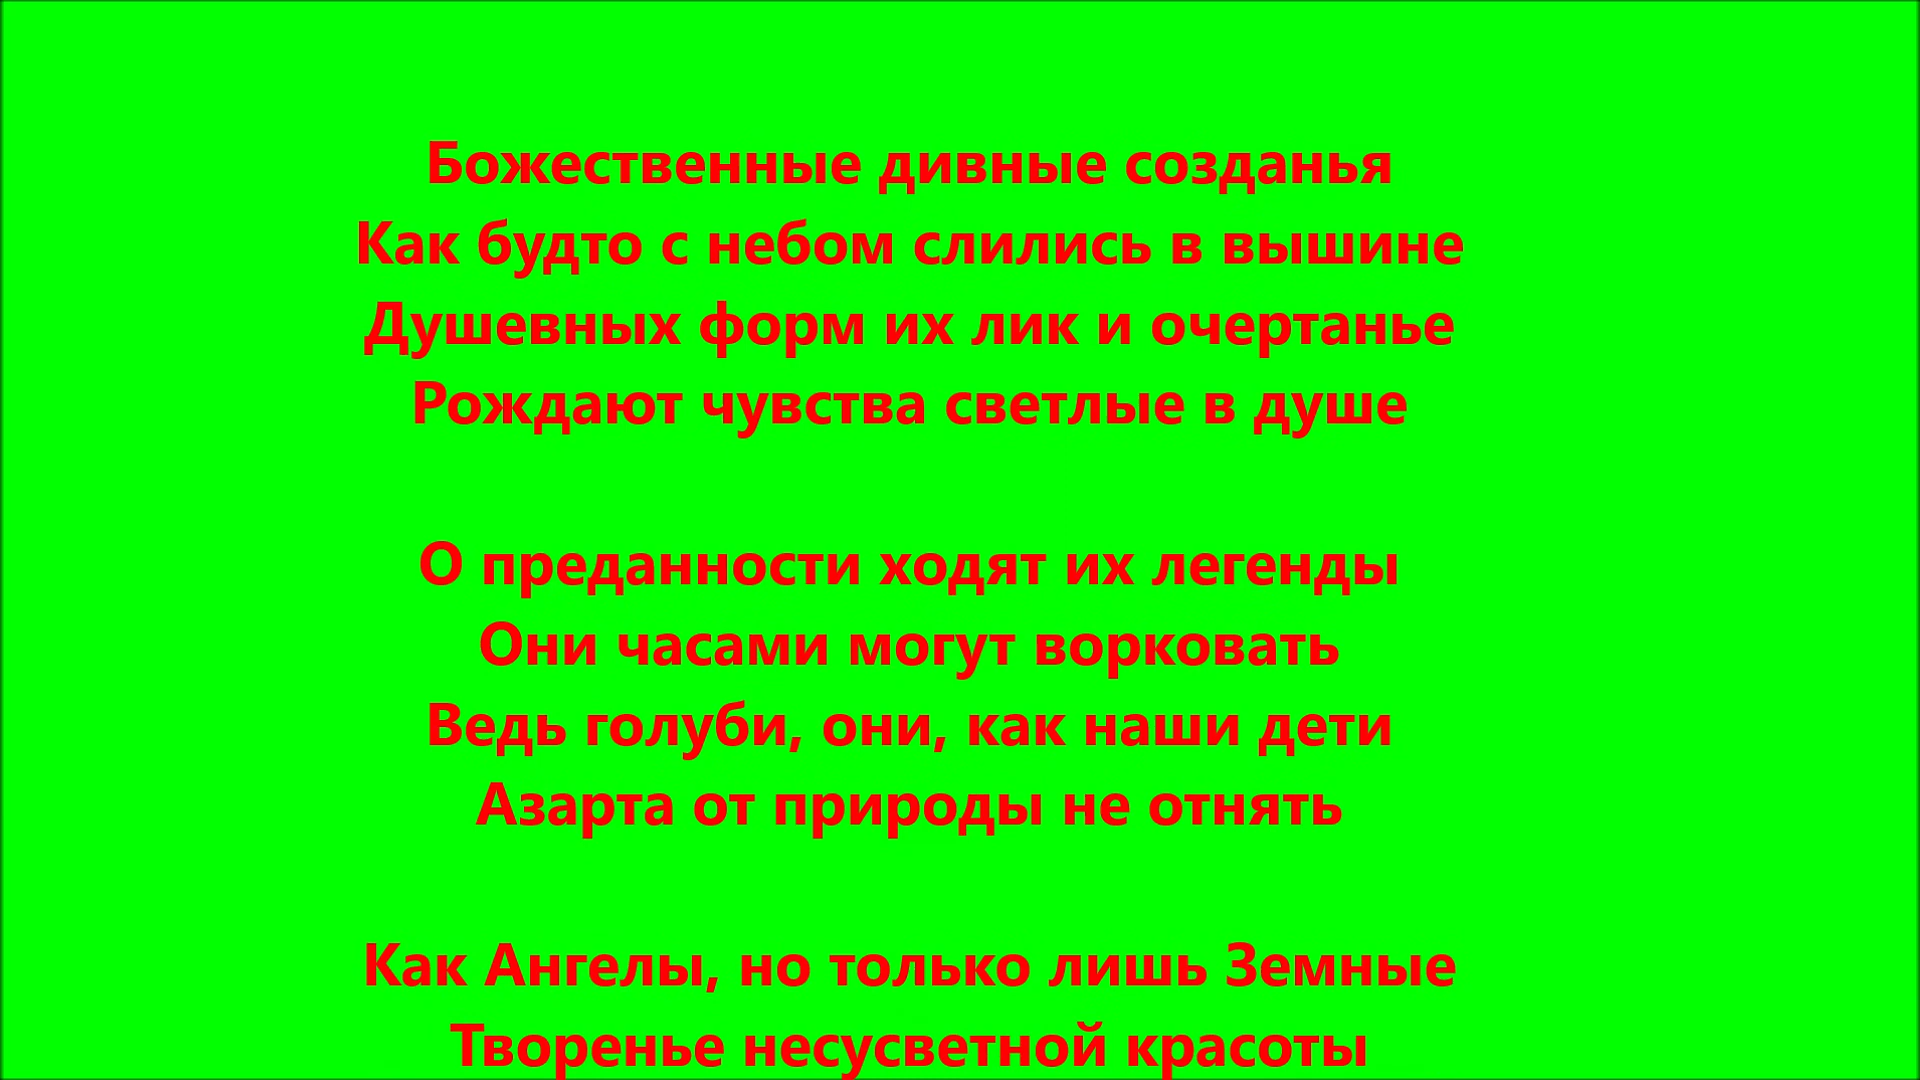 Божественные дивные созданья
Как будто с небом слились в вышине
Душевных форм их лик и очертанье
Рождают чувства светлые в душе
О преданности ходят их легенды
Они часами могут ворковать
Ведь голуби, они, как наши дети
Азарта от природы не отнять
Как Ангелы, но только лишь Земные
Творенье несусветной красоты